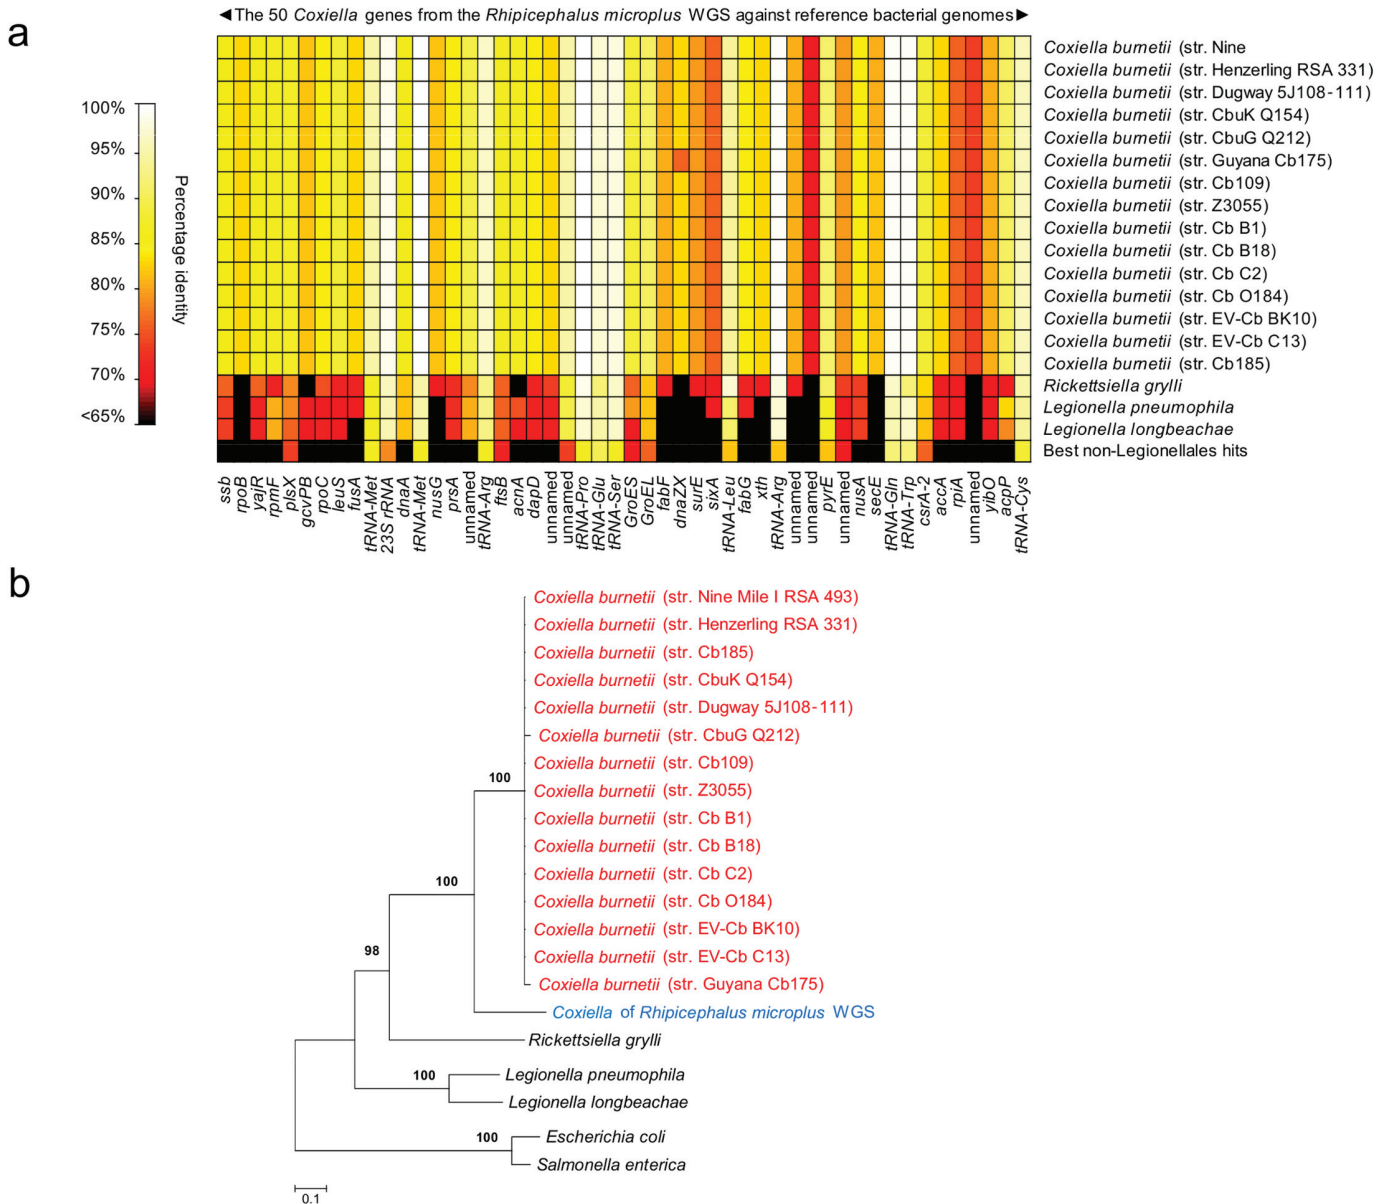 a
◄The 50 Coxiella genes from the Rhipicephalus microplus WGS against reference bacterial genomes►
100%
95%
90%
85%
80%
75%
70%
<65%
Percentage identity
Coxiella burnetii (str. Nine
Coxiella burnetii (str. Henzerling RSA 331)
Coxiella burnetii (str. Dugway 5J108-111)
Coxiella burnetii (str. CbuK Q154)
Coxiella burnetii (str. CbuG Q212)
Coxiella burnetii (str. Guyana Cb175)
Coxiella burnetii (str. Cb109)
Coxiella burnetii (str. Z3055)
Coxiella burnetii (str. Cb B1)
Coxiella burnetii (str. Cb B18)
Coxiella burnetii (str. Cb C2)
Coxiella burnetii (str. Cb O184)
Coxiella burnetii (str. EV-Cb BK10)
Coxiella burnetii (str. EV-Cb C13)
Coxiella burnetii (str. Cb185)
Rickettsiella grylli
Legionella pneumophila
Legionella longbeachae
Best non-Legionellales hits
ssb
rpoB
yajR
rpmF
plsX
gcvPB
rpoC
leuS
fusA
tRNA-Met
23S rRNA
dnaA
tRNA-Met
nusG
prsA
unnamed
tRNA-Arg
ftsB
acnA
dapD
unnamed
unnamed
tRNA-Pro
tRNA-Glu
tRNA-Ser
GroES
GroEL
fabF
dnaZX
surE
sixA
tRNA-Leu
fabG
xth
tRNA-Arg
unnamed
unnamed
pyrE
unnamed
nusA
secE
tRNA-Gln
tRNA-Trp
csrA-2
accA
rplA
unnamed
yibO
acpP
tRNA-Cys
b
Coxiella burnetii (str. Nine Mile I RSA 493)
Coxiella burnetii (str. Henzerling RSA 331)
Coxiella burnetii (str. Cb185)
Coxiella burnetii (str. CbuK Q154)
Coxiella burnetii (str. Dugway 5J108-111)
Coxiella burnetii (str. CbuG Q212)
Coxiella burnetii (str. Cb109)
Coxiella burnetii (str. Z3055)
Coxiella burnetii (str. Cb B1)
Coxiella burnetii (str. Cb B18)
Coxiella burnetii (str. Cb C2)
Coxiella burnetii (str. Cb O184)
Coxiella burnetii (str. EV-Cb BK10)
Coxiella burnetii (str. EV-Cb C13)
Coxiella burnetii (str. Guyana Cb175)
Coxiella of Rhipicephalus microplus WGS
Rickettsiella grylli
Legionella pneumophila
Legionella longbeachae
Escherichia coli
Salmonella enterica
100
100
98
100
100
0.1